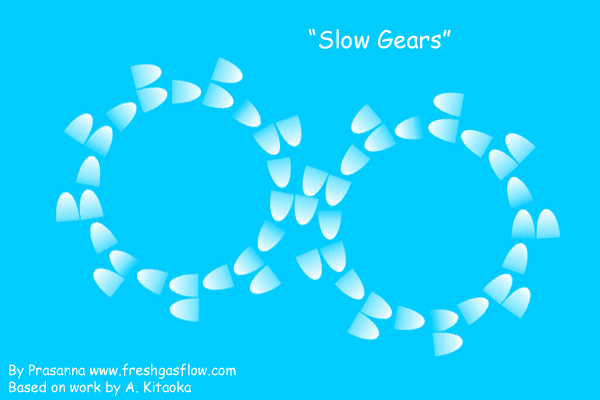 “Slow Gears”
By Prasanna www.freshgasflow.com
Based on work by A. Kitaoka